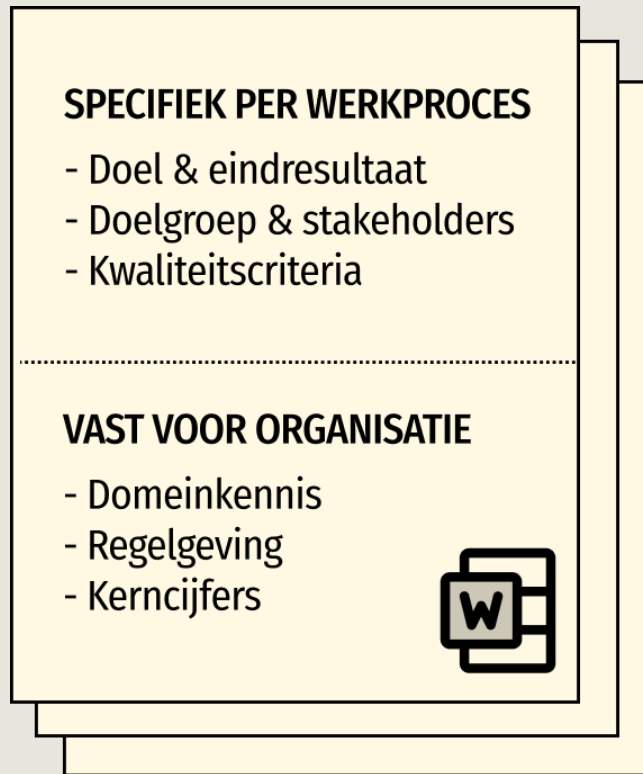 SPECIFIEK PER WERKPROCES
- Doel & eindresultaat
- Doelgroep & stakeholders
- Kwaliteitscriteria
VAST VOOR ORGANISATIE
- Domeinkennis
- Regelgeving
- Kerncijfers
W